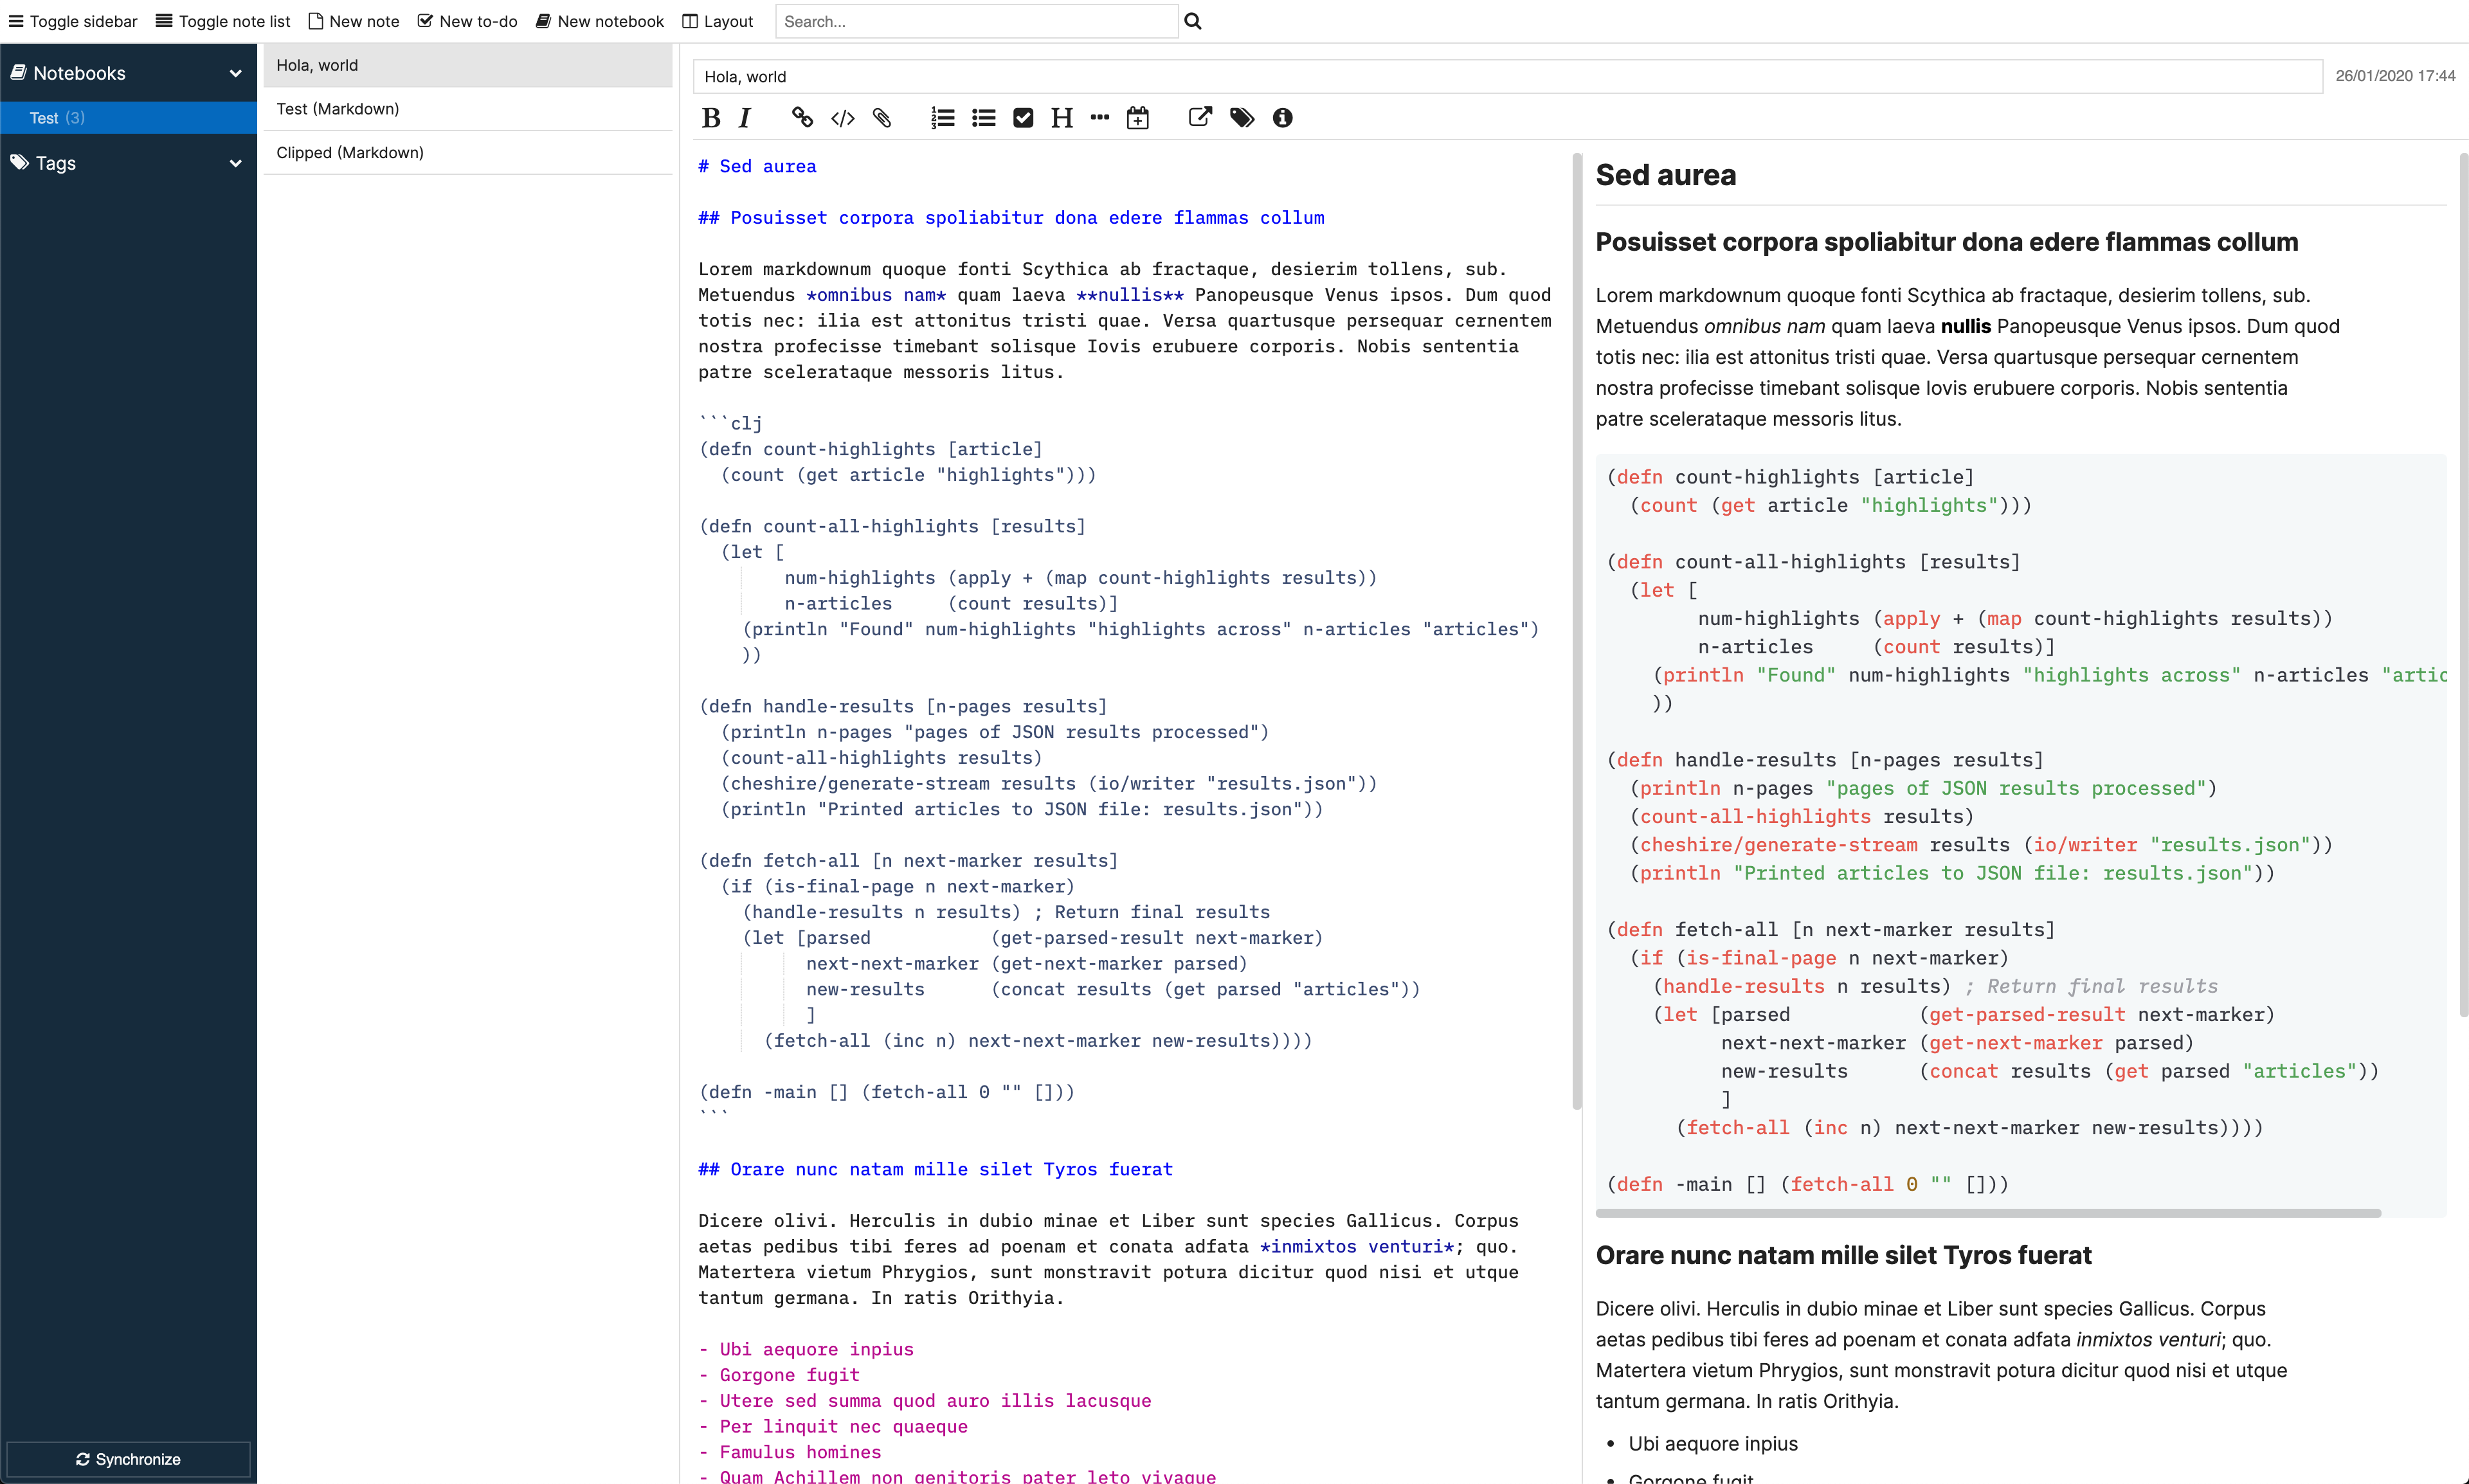 Toggle sidebar Toggle note list New note New to-do New notebook Layout Search...
Notebooks
Test (3)
Tags
Synchronize
Hola, world
Test (Markdown)
Clipped (Markdown)
Hola, world 26/01/2020 17:44
# Sed aurea
## Posuisset corpora spoliabitur dona edere flammas collum
Lorem markdownum quoque fonti Scythica ab fractaque, desierim tollens, sub.
Metuendus *omnibus nam* quam laeva **nullis** Panopeusque Venus ipsos. Dum quod
totis nec: ilia est attonitus tristi quae. Versa quartusque persequar cernentem
nostra profecisse timebant solisque Iovis erubuere corporis. Nobis sententia
patre scelerataque messoris litus.
```clj
(defn count-highlights [article]
  (count (get article "highlights")))
(defn count-all-highlights [results]
  (let [
        num-highlights (apply + (map count-highlights results))
        n-articles     (count results)]
    (println "Found" num-highlights "highlights across" n-articles "articles")
    ))
(defn handle-results [n-pages results]
  (println n-pages "pages of JSON results processed")
  (count-all-highlights results)
  (cheshire/generate-stream results (io/writer "results.json"))
  (println "Printed articles to JSON file: results.json"))
(defn fetch-all [n next-marker results]
  (if (is-final-page n next-marker)
    (handle-results n results) ; Return final results
    (let [parsed           (get-parsed-result next-marker)
          next-next-marker (get-next-marker parsed)
          new-results      (concat results (get parsed "articles"))
          ]
      (fetch-all (inc n) next-next-marker new-results))))
(defn -main [] (fetch-all 0 "" []))
```
## Orare nunc natam mille silet Tyros fuerat
Dicere olivi. Herculis in dubio minae et Liber sunt species Gallicus. Corpus
aetas pedibus tibi feres ad poenam et conata adfata *inmixtos venturi*; quo.
Matertera vietum Phrygios, sunt monstravit potura dicitur quod nisi et utque
tantum germana. In ratis Orithyia.
- Ubi aequore inpius
- Gorgone fugit
- Utere sed summa quod auro illis lacusque
- Per linquit nec quaeque
- Famulus homines
- Quam Achillem non genitoris pater leto vivaque
Sed aurea
Posuisset corpora spoliabitur dona edere flammas collum
Lorem markdownum quoque fonti Scythica ab fractaque, desierim tollens, sub.
Metuendus omnibus nam quam laeva nullis Panopeusque Venus ipsos. Dum quod
totis nec: ilia est attonitus tristi quae. Versa quartusque persequar cernentem
nostra profecisse timebant solisque Iovis erubuere corporis. Nobis sententia
patre scelerataque messoris litus.
(defn count-highlights [article]
  (count (get article "highlights")))
(defn count-all-highlights [results]
  (let [
        num-highlights (apply + (map count-highlights results))
        n-articles     (count results)]
    (println "Found" num-highlights "highlights across" n-articles "artic
    ))
(defn handle-results [n-pages results]
  (println n-pages "pages of JSON results processed")
  (count-all-highlights results)
  (cheshire/generate-stream results (io/writer "results.json"))
  (println "Printed articles to JSON file: results.json"))
(defn fetch-all [n next-marker results]
  (if (is-final-page n next-marker)
    (handle-results n results) ; Return final results
    (let [parsed           (get-parsed-result next-marker)
          next-next-marker (get-next-marker parsed)
          new-results      (concat results (get parsed "articles"))
          ]
      (fetch-all (inc n) next-next-marker new-results))))
(defn -main [] (fetch-all 0 "" []))
Orare nunc natam mille silet Tyros fuerat
Dicere olivi. Herculis in dubio minae et Liber sunt species Gallicus. Corpus
aetas pedibus tibi feres ad poenam et conata adfata inmixtos venturi; quo.
Matertera vietum Phrygios, sunt monstravit potura dicitur quod nisi et utque
tantum germana. In ratis Orithyia.
• Ubi aequore inpius
• Gorgone fugit